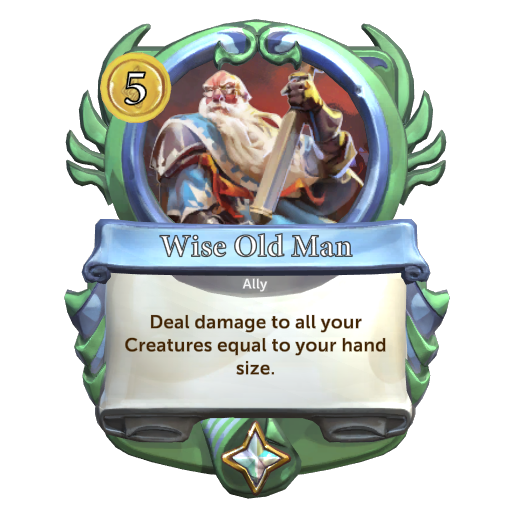 5
Wise Old Man
Ally
Deal damage to all your
Creatures equal to your hand
size.